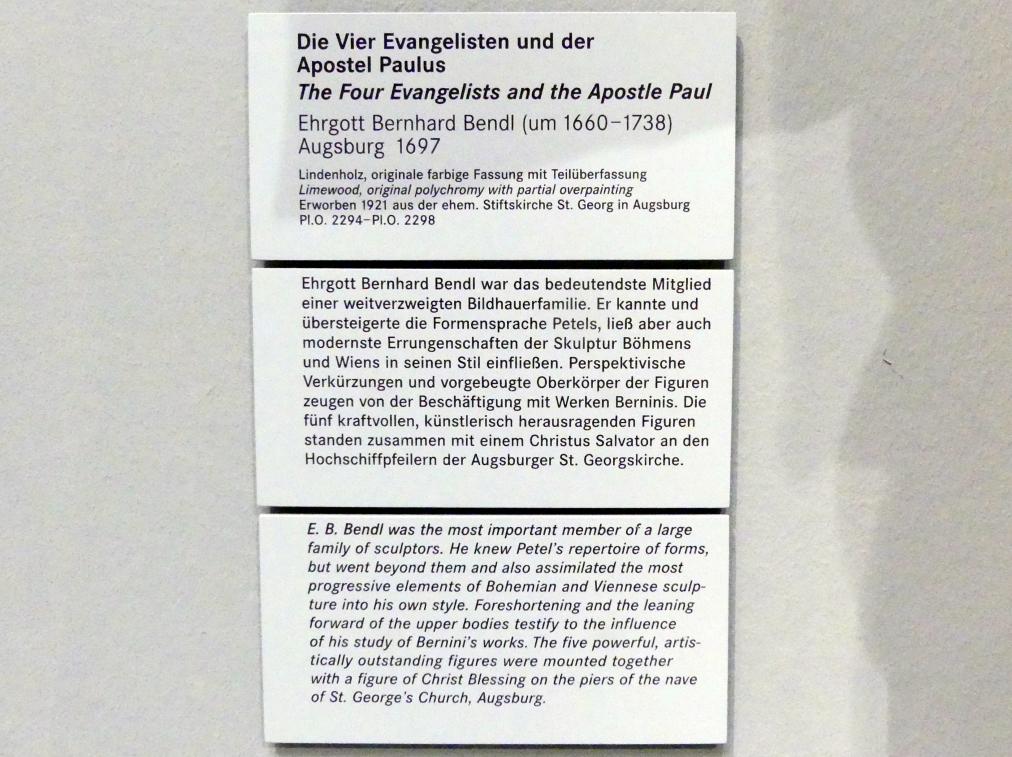 Die Vier Evangelisten und der
Apostel Paulus
The Four Evangelists and the Apostle Paul
Ehrgott Bernhard Bendl (um 1660–1738)
Augsburg 1697
Lindenholz, originale farbige Fassung mit Teilüberfassung
Limewood, original polychromy with partial overpainting
Erworben 1921 aus der ehem. Stiftskirche St. Georg in Augsburg
Pl.O. 2294–Pl.O. 2298
Ehrgott Bernhard Bendl war das bedeutendste Mitglied
einer weitverzweigten Bildhauerfamilie. Er kannte und
übersteigerte die Formensprache Petels, ließ aber auch
modernste Errungenschaften der Skulptur Böhmens
und Wiens in seinen Stil einfließen. Perspektivische
Verkürzungen und vorgebeugte Oberkörper der Figuren
zeugen von der Beschäftigung mit Werken Berninis. Die
fünf kraftvollen, künstlerisch herausragenden Figuren
standen zusammen mit einem Christus Salvator an den
Hochschiffpfeilern der Augsburger St. Georgskirche.
E. B. Bendl was the most important member of a large
family of sculptors. He knew Petel's repertoire of forms,
but went beyond them and also assimilated the most
progressive elements of Bohemian and Viennese sculp-
ture into his own style. Foreshortening and the leaning
forward of the upper bodies testify to the influence
of his study of Bernini's works. The five powerful, artis-
tically outstanding figures were mounted together
with a figure of Christ Blessing on the piers of the nave
of St. George's Church, Augsburg.